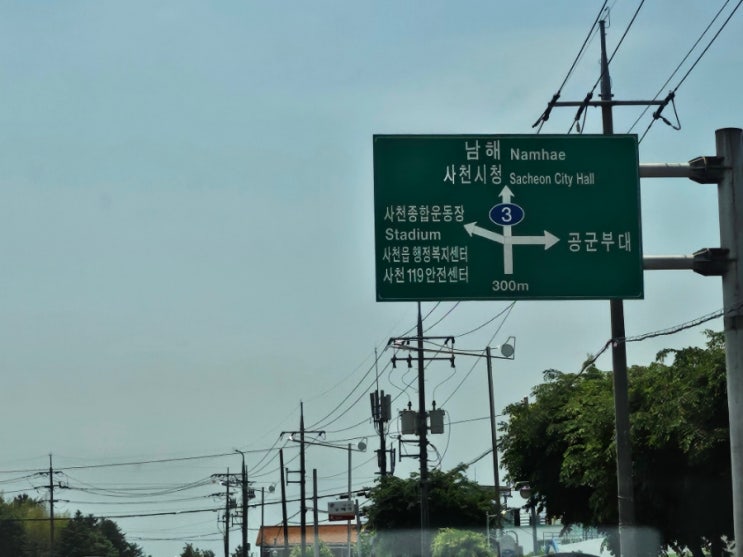 남해 Namhae
사천시청 Sacheon City Hall
3
사천종합운동장
Stadium
사천읍 행정복지센터
사천 119 안전센터
공군부대
300m